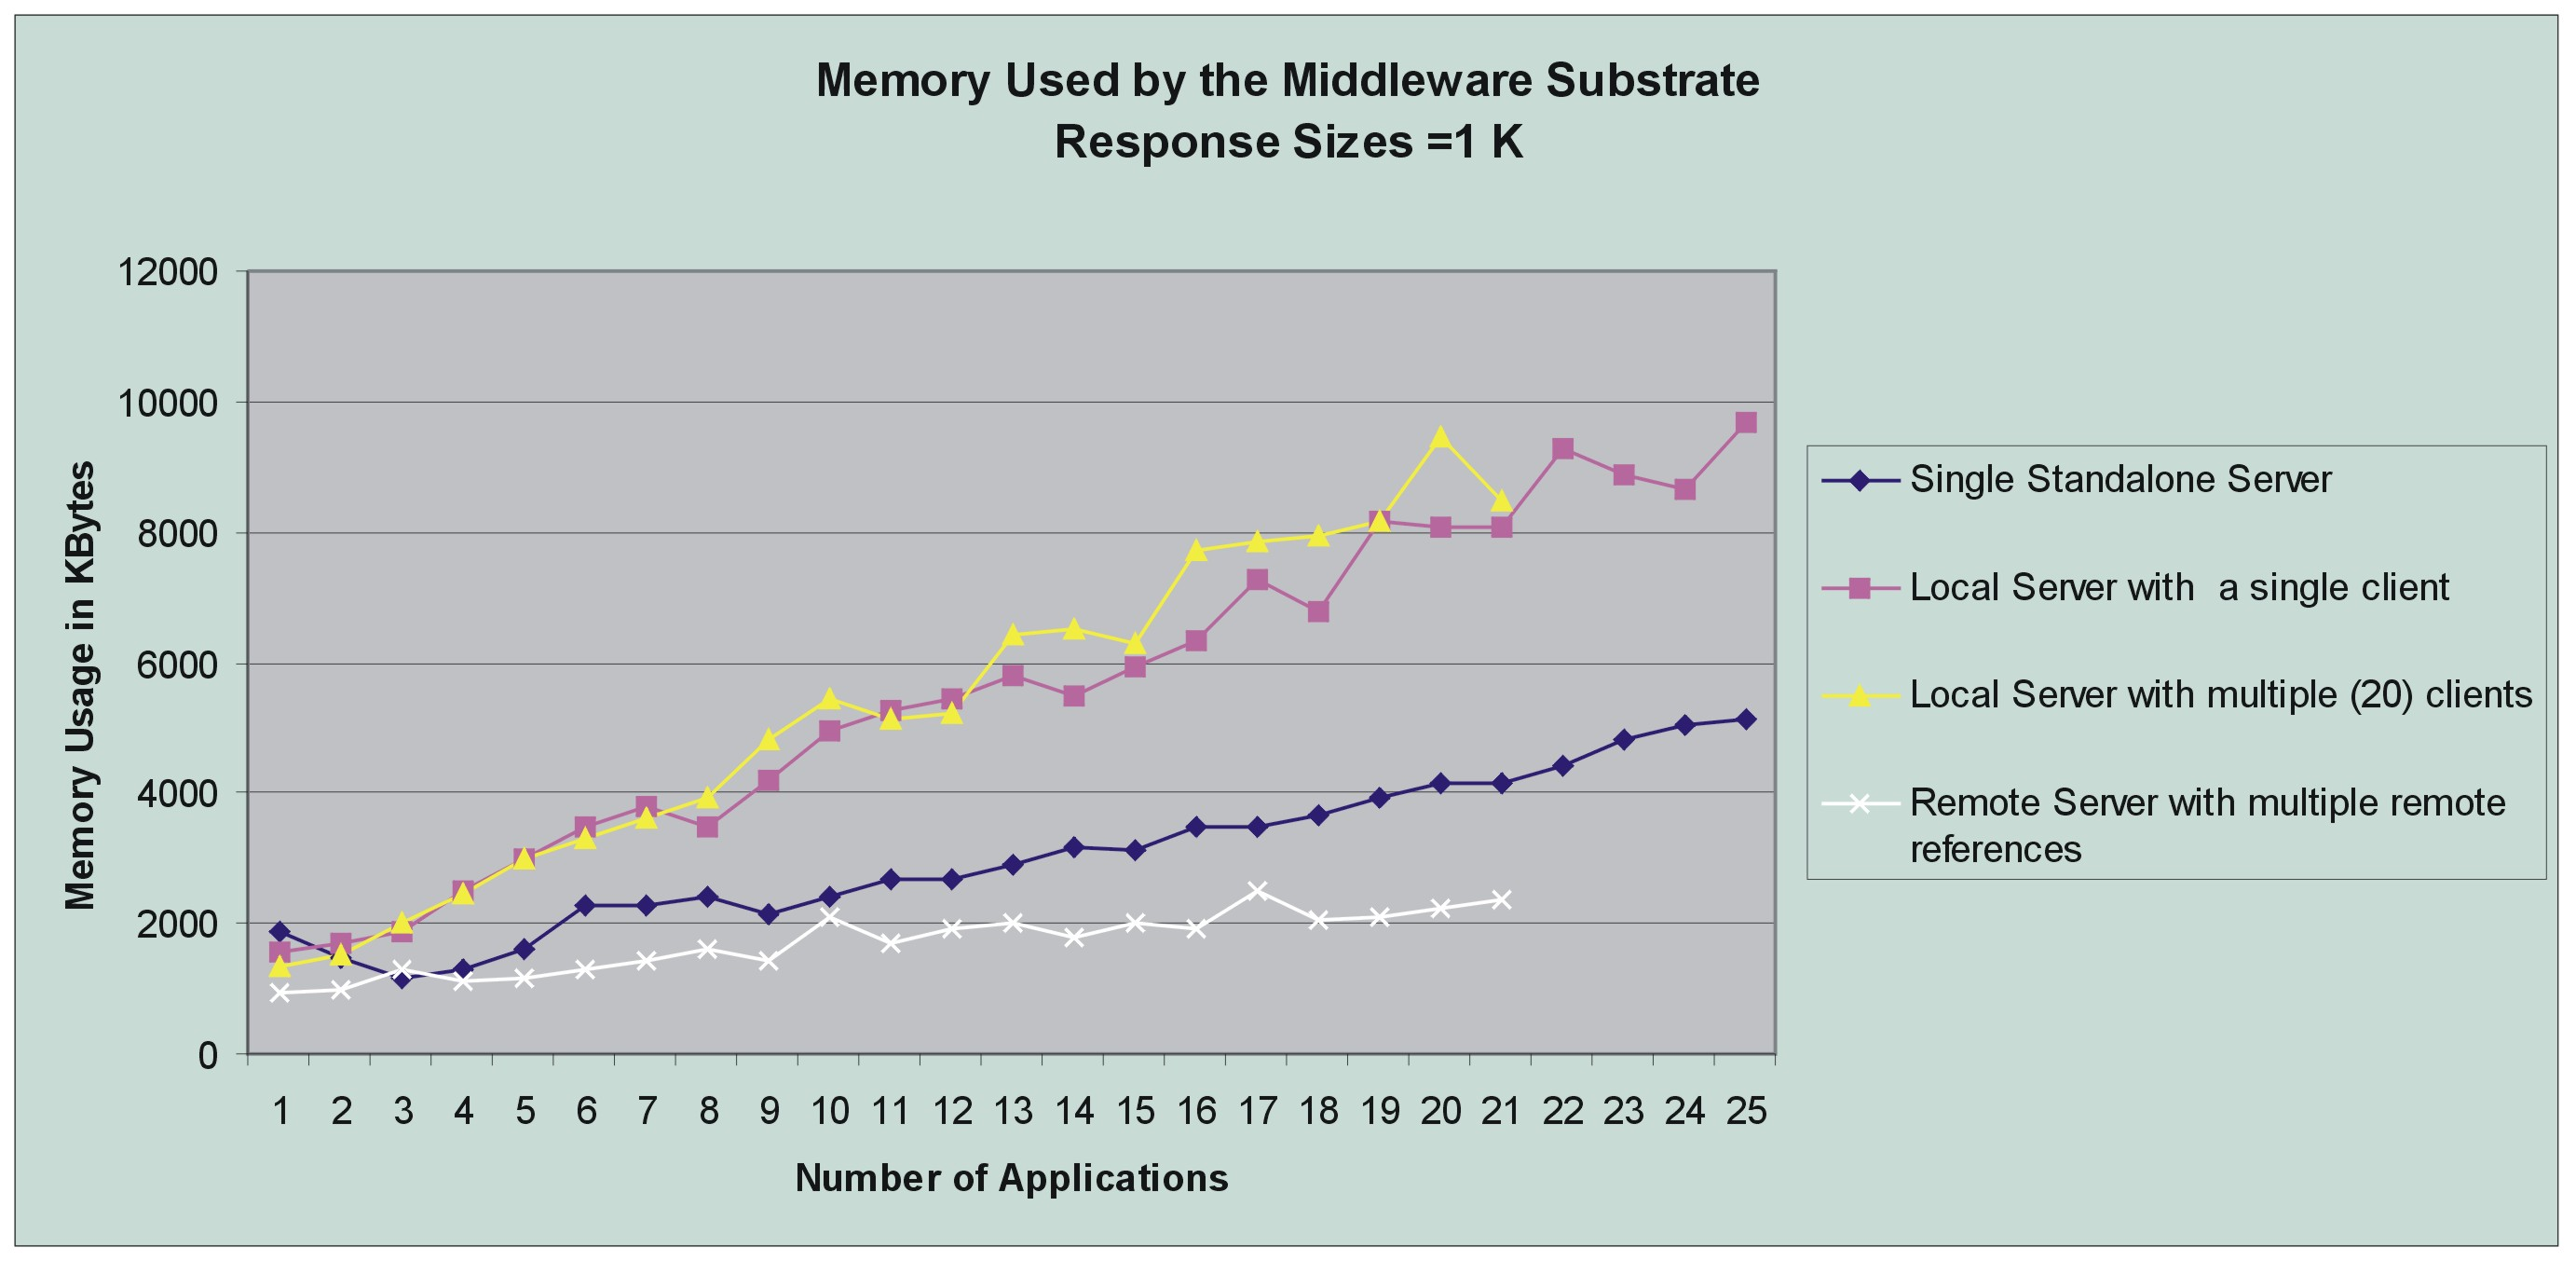 Memory Used by the Middleware Substrate
Response Sizes =1 K
12000
10000
8000
6000
4000
2000
0
Memory Usage in KBytes
1 2 3 4 5 6 7 8 9 10 11 12 13 14 15 16 17 18 19 20 21 22 23 24 25
Number of Applications
Single Standalone Server
Local Server with  a single client
Local Server with multiple (20) clients
Remote Server with multiple remote
references